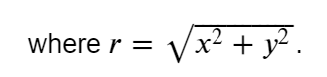 where r = √x² + y².